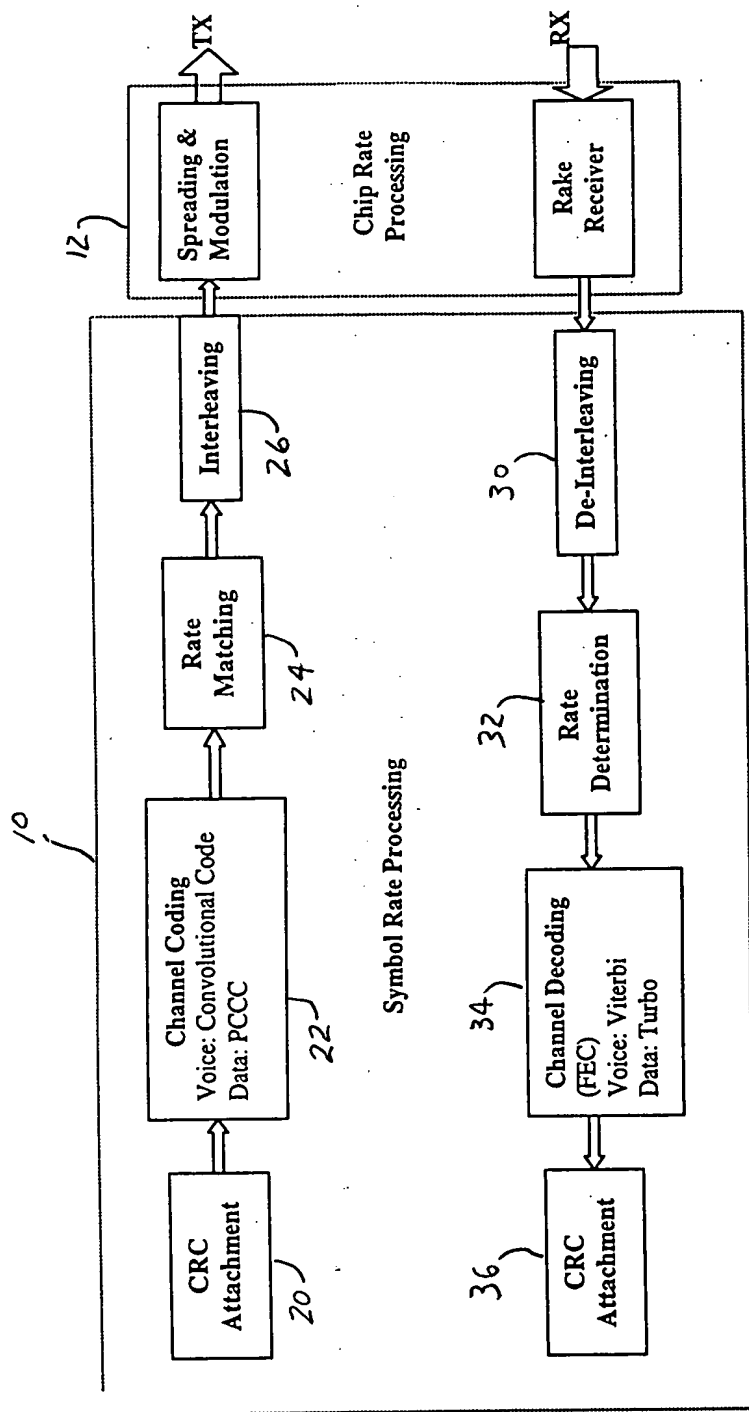 10
12
CRC
Attachment
20
Channel Coding
Voice: Convolutional Code
Data: PCCC
22
Rate
Matching
24
Interleaving
26
Spreading &
Modulation
TX
Symbol Rate Processing
Chip Rate
Processing
CRC
Attachment
36
Channel Decoding
(FEC)
Voice: Viterbi
Data: Turbo
34
Rate
Determination
32
De-Interleaving
30
Rake
Receiver
RX